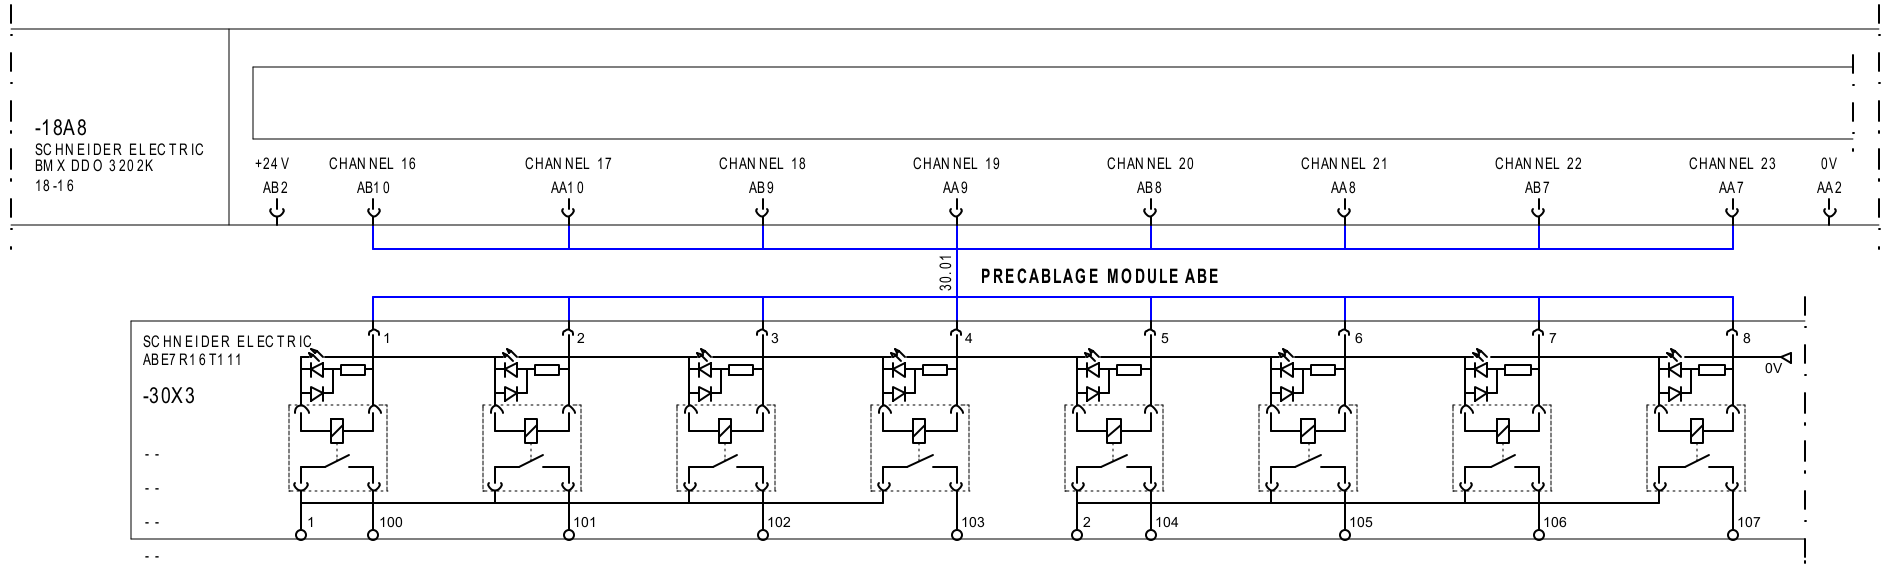 -18A8
SCHNEIDER ELECTRIC
BMX DDO 3202K
18-16
+24V CHANNEL 16 CHANNEL 17 CHANNEL 18 CHANNEL 19 CHANNEL 20 CHANNEL 21 CHANNEL 22 CHANNEL 23 0V
AB2 AB10 AA10 AB9 AA9 AB8 AA8 AB7 AA7 AA2
30.01
PRECABLAGE MODULE ABE
SCHNEIDER ELECTRIC
ABE7R16T111
-30X3
1 2 3 4 5 6 7 8
0V
--
--
--
--
1 100 101 102 103 2 104 105 106 107